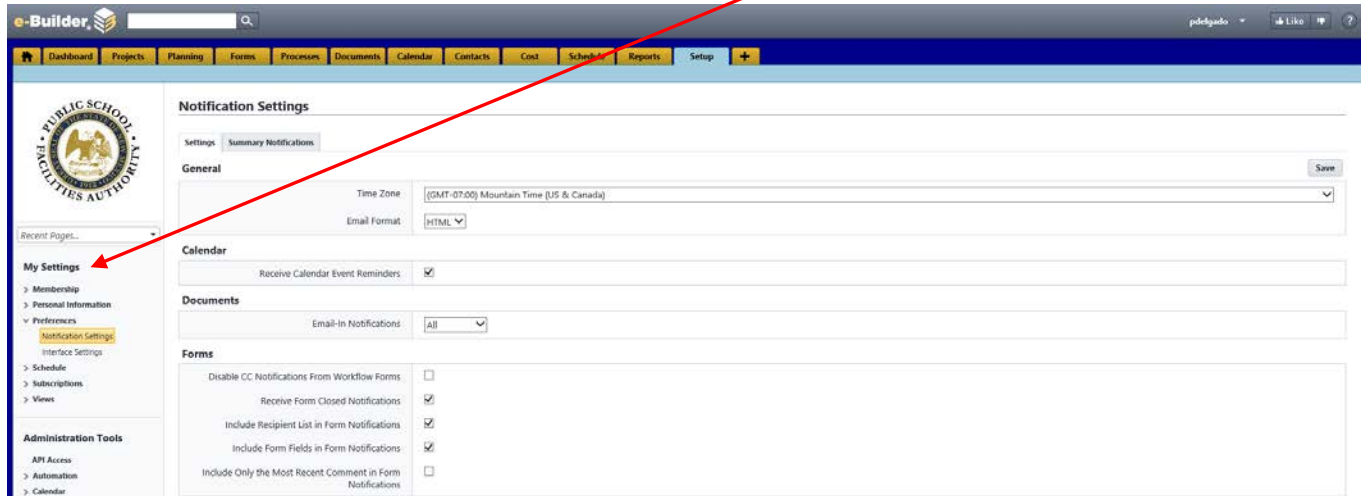 e-Builder
pdelgado
Like
?
Dashboard Projects Planning Forms Processes Documents Calendar Contacts Cost Schedule Reports Setup +
PUBLIC SCHOOL FACILITIES AUTHORITY
Notification Settings
Settings Summary Notifications
General
Save
Time Zone (GMT-07:00) Mountain Time (US & Canada)
Email Format HTML
Recent Pages...
Calendar
Receive Calendar Event Reminders
My Settings
> Membership
> Personal Information
Preferences
Notification Settings
Interface Settings
> Schedule
> Subscriptions
> Views
Documents
Email-In Notifications All
Forms
Disable CC Notifications From Workflow Forms
Receive Form Closed Notifications
Include Recipient List in Form Notifications
Include Form Fields in Form Notifications
Include Only the Most Recent Comment in Form
Notifications
Administration Tools
API Access
> Automation
> Calendar